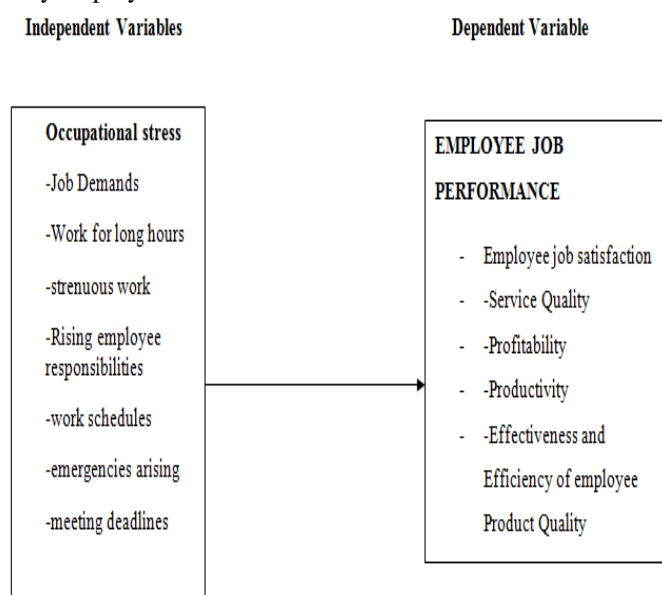 Independent Variables
Dependent Variable
Occupational stress
-Job Demands
-Work for long hours
-strenuous work
-Rising employee
responsibilities
-work schedules
-emergencies arising
-meeting deadlines
EMPLOYEE JOB
PERFORMANCE
- Employee job satisfaction
- -Service Quality
- -Profitability
- -Productivity
- -Effectiveness and
Efficiency of employee
Product Quality